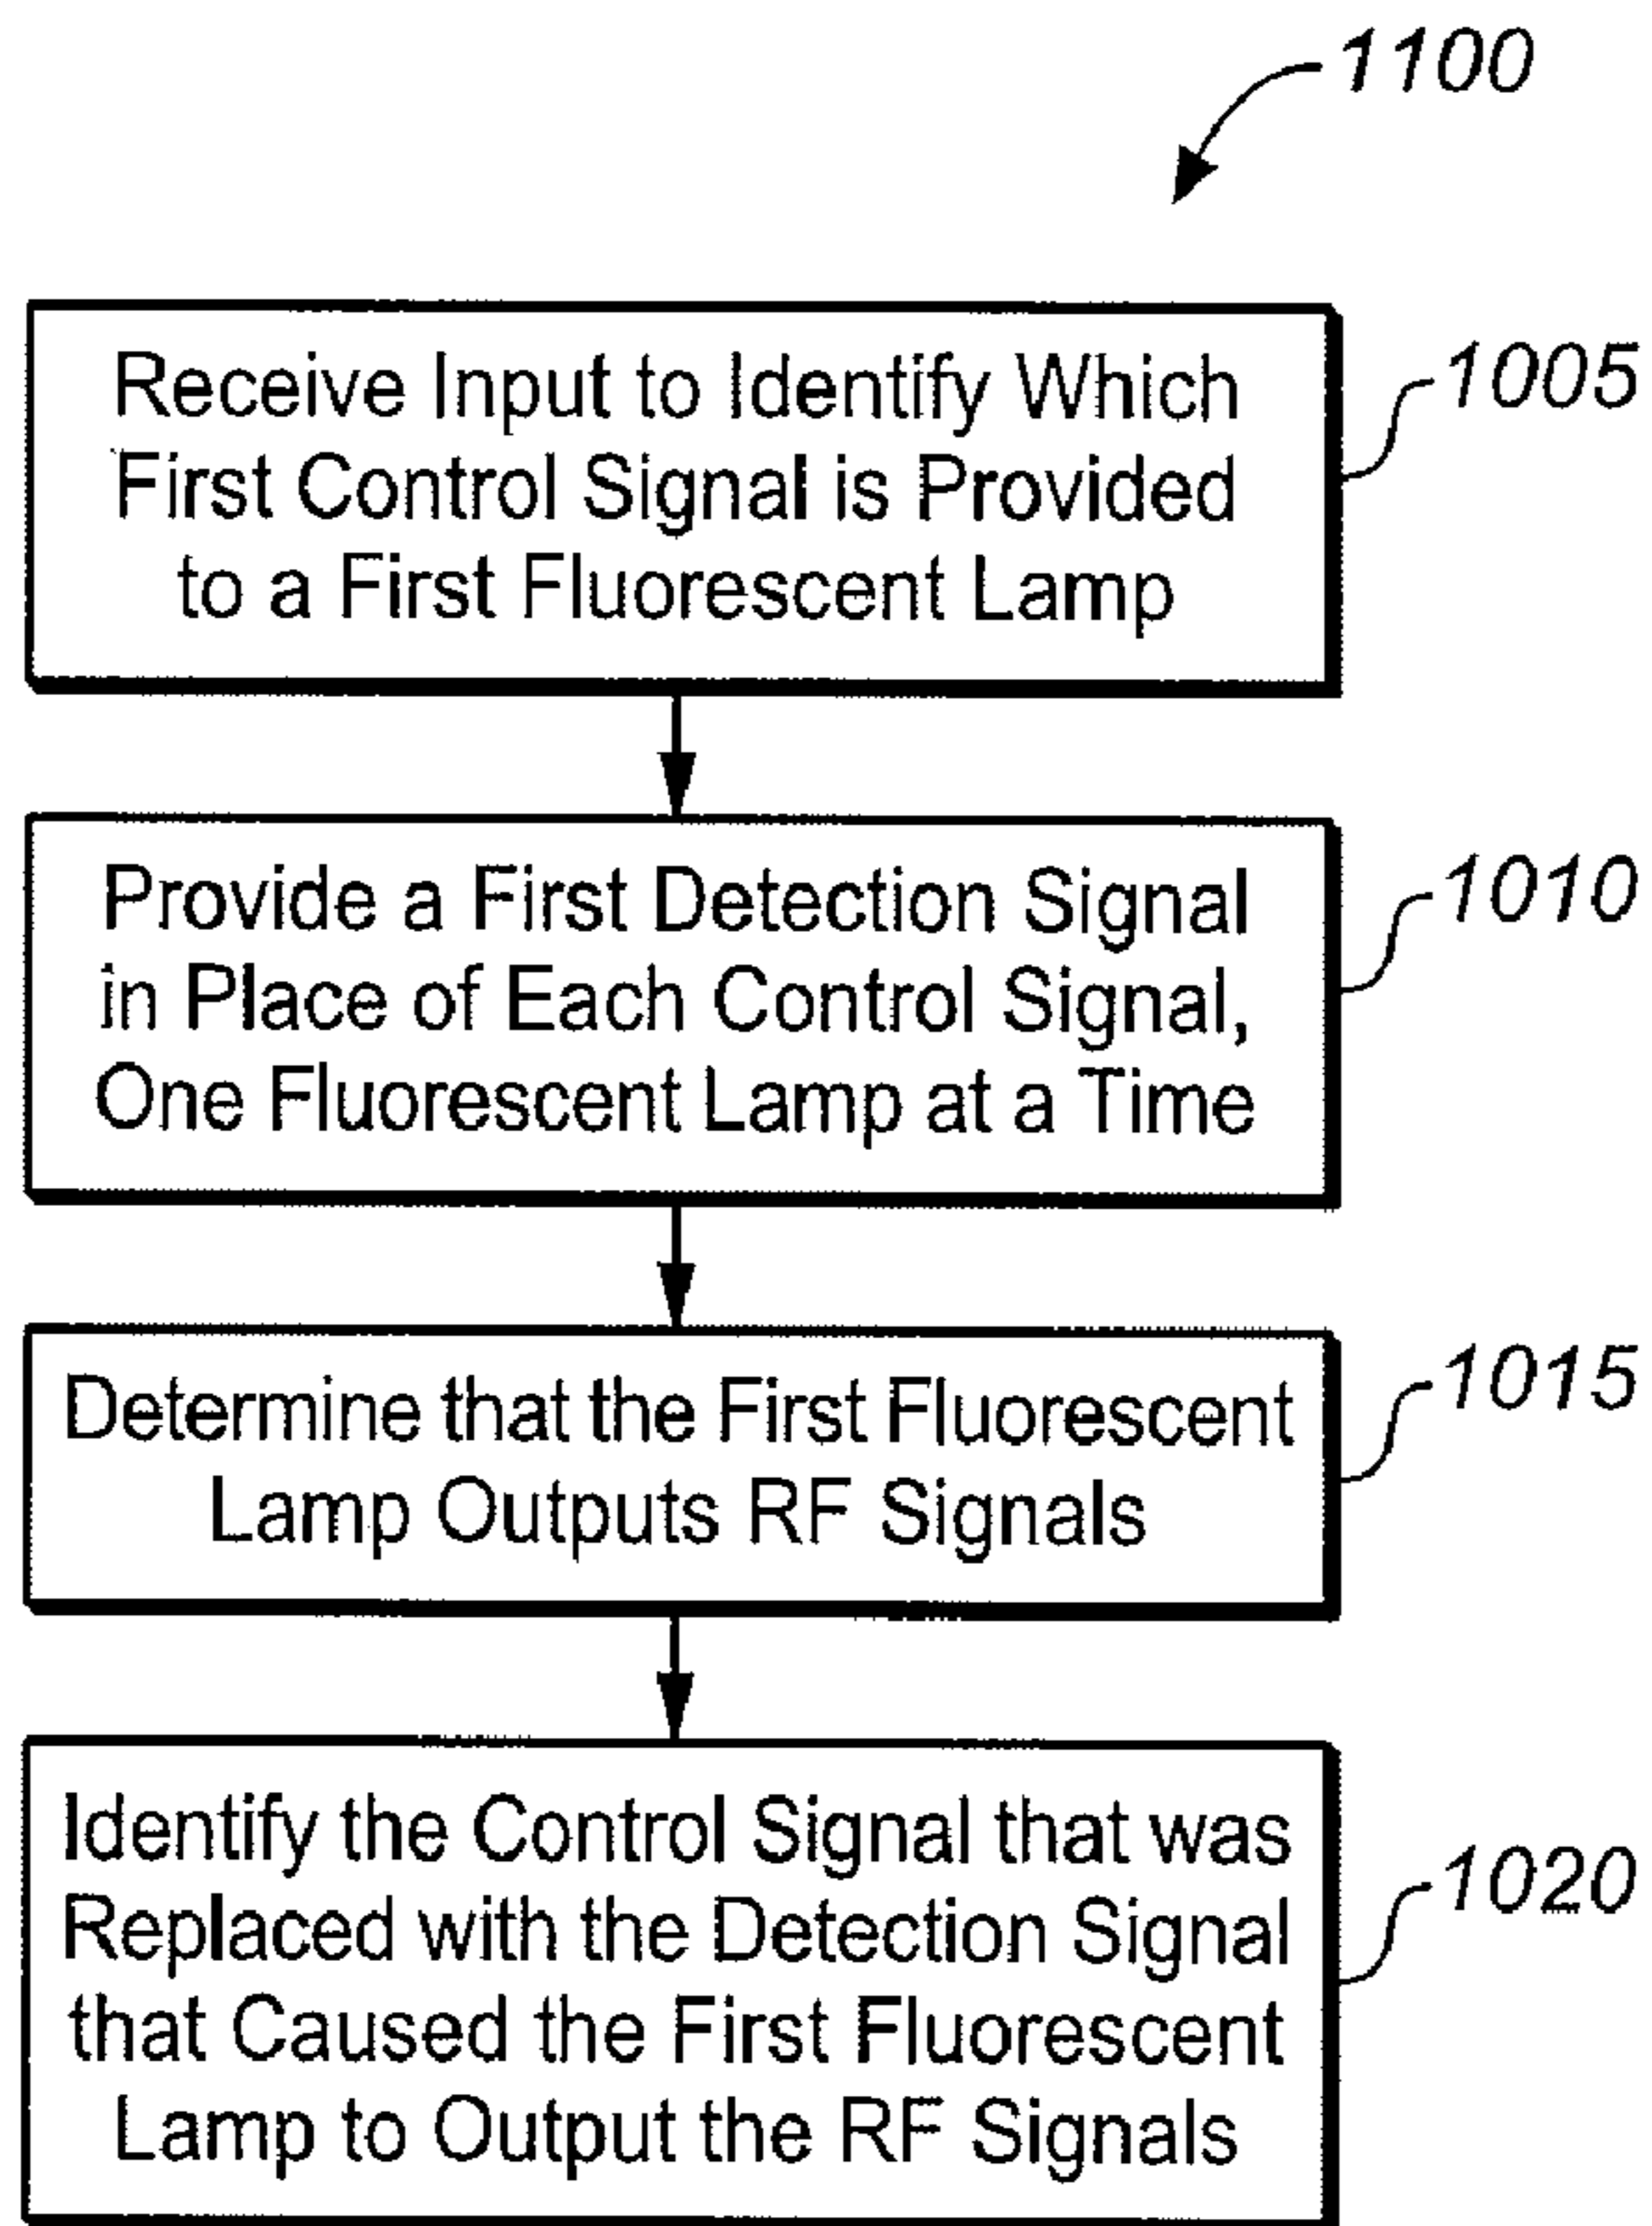 1100
Receive Input to Identify Which
First Control Signal is Provided
to a First Fluorescent Lamp
1005
Provide a First Detection Signal
in Place of Each Control Signal,
One Fluorescent Lamp at a Time
1010
Determine that the First Fluorescent
Lamp Outputs RF Signals
1015
Identify the Control Signal that was
Replaced with the Detection Signal
that Caused the First Fluorescent
Lamp to Output the RF Signals
1020